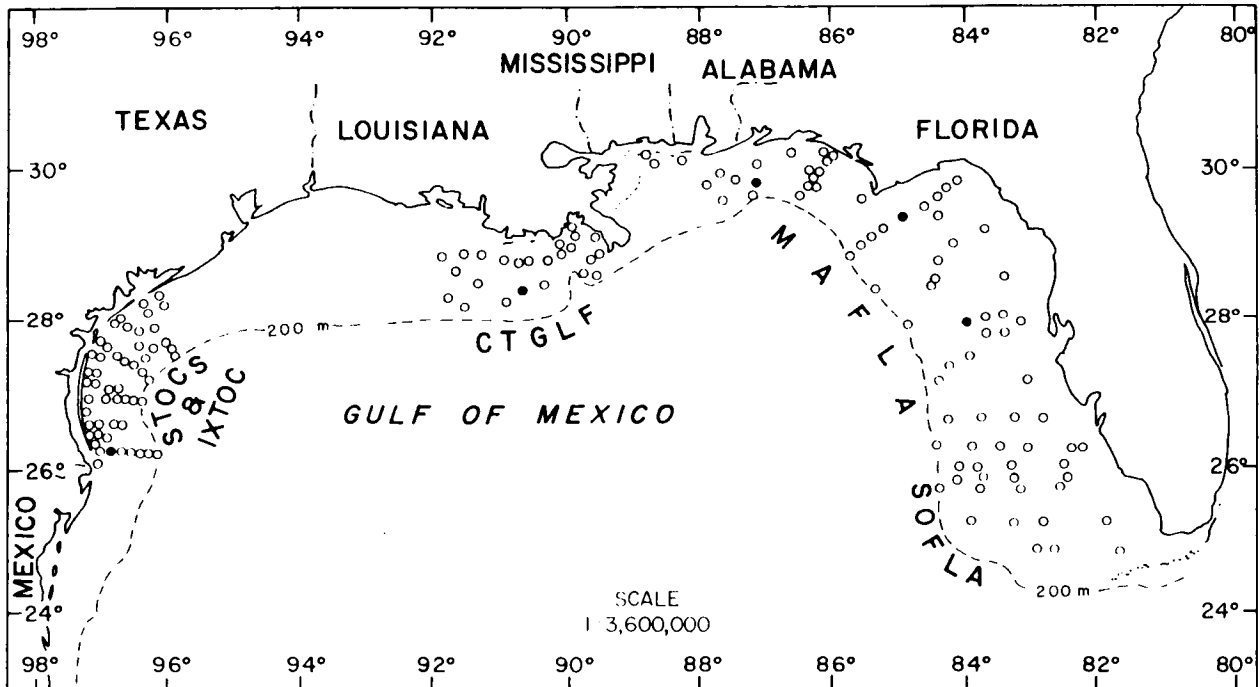 98° 96° 94° 92° 90° 88° 86° 84° 82° 80°
MISSISSIPPI
ALABAMA
TEXAS
LOUISIANA
FLORIDA
30° 30°
28° 28°
200 m
CTGLF
MAFLA
STOCS
&
IXTOC
GULF OF MEXICO
26° 26°
SOFLA
MEXICO
200 m
SCALE
1:3,600,000
24° 24°
98° 96° 94° 92° 90° 88° 86° 84° 82° 80°